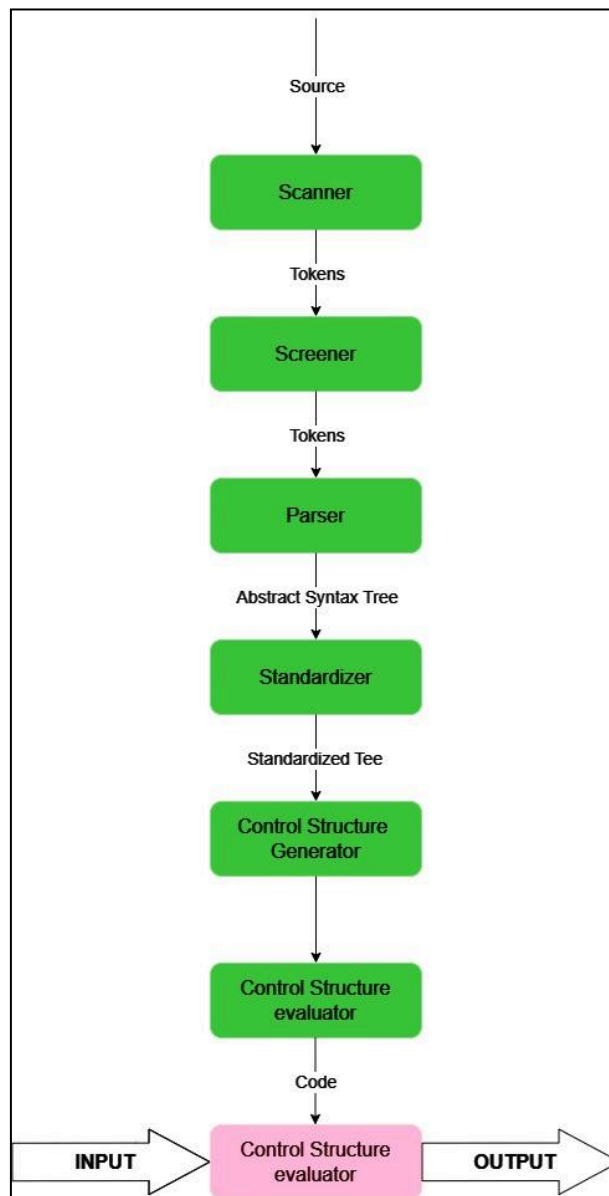 Source
Scanner
Tokens
Screener
Tokens
Parser
Abstract Syntax Tree
Standardizer
Standardized Tee
Control Structure
Generator
Control Structure
evaluator
Code
INPUT
Control Structure
evaluator
OUTPUT